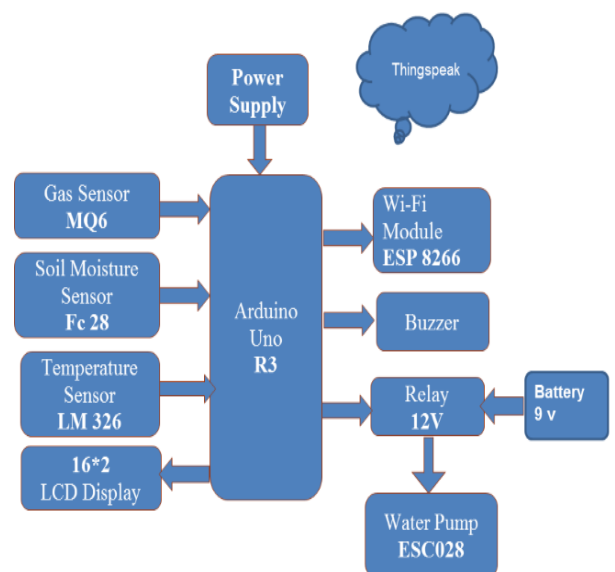 Thingspeak
Power
Supply
Gas Sensor
MQ6
Soil Moisture
Sensor
Fc 28
Temperature
Sensor
LM 326
16*2
LCD Display
Arduino
Uno
R3
Wi-Fi
Module
ESP 8266
Buzzer
Relay
12V
Battery
9 v
Water Pump
ESC028